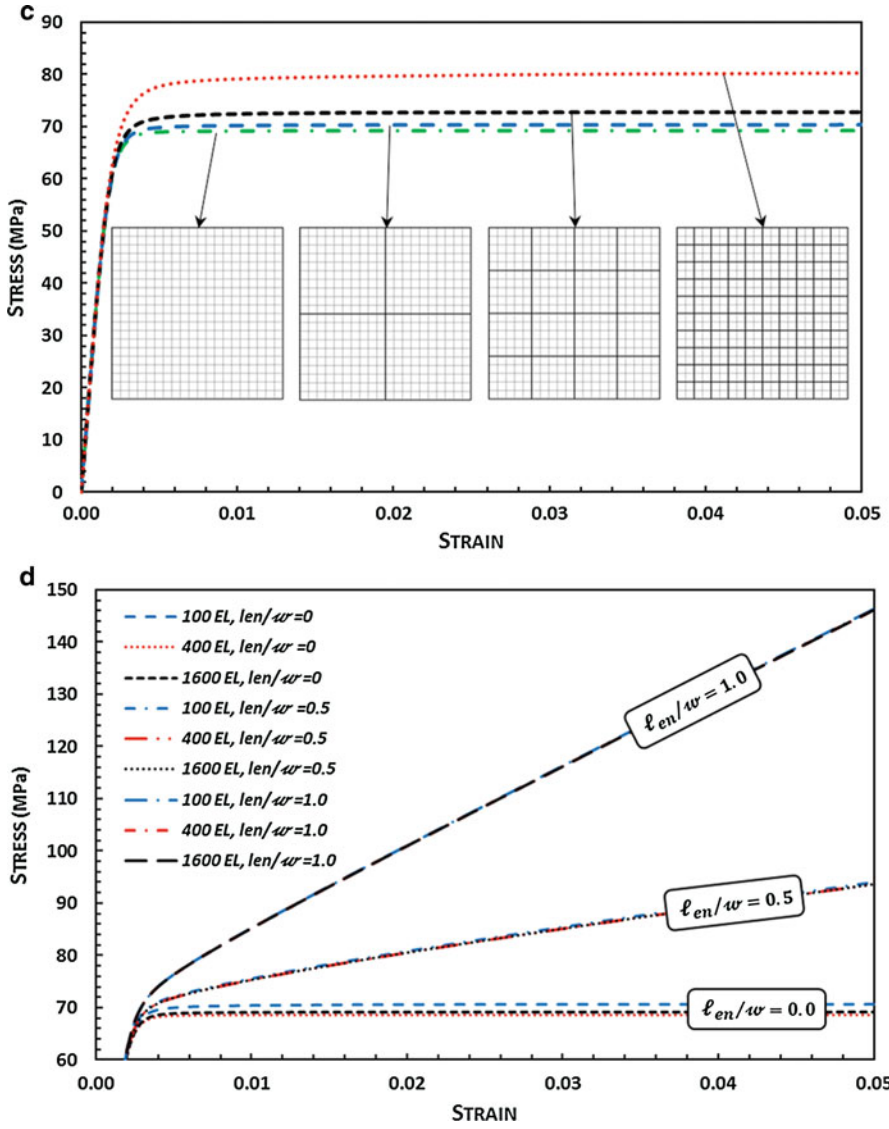 c
90
80
70
60
50
40
30
20
10
0
STRESS (MPa)
0.00 0.01 0.02 0.03 0.04 0.05
STRAIN
d
150
140
130
120
110
100
90
80
70
60
STRESS (MPa)
100 EL, len/w=0
400 EL, len/w=0
1600 EL, len/w=0
100 EL, len/w=0.5
400 EL, len/w=0.5
1600 EL, len/w=0.5
100 EL, len/w=1.0
400 EL, len/w=1.0
1600 EL, len/w=1.0
ℓen/w = 1.0
ℓen/w = 0.5
ℓen/w = 0.0
0.00 0.01 0.02 0.03 0.04 0.05
STRAIN